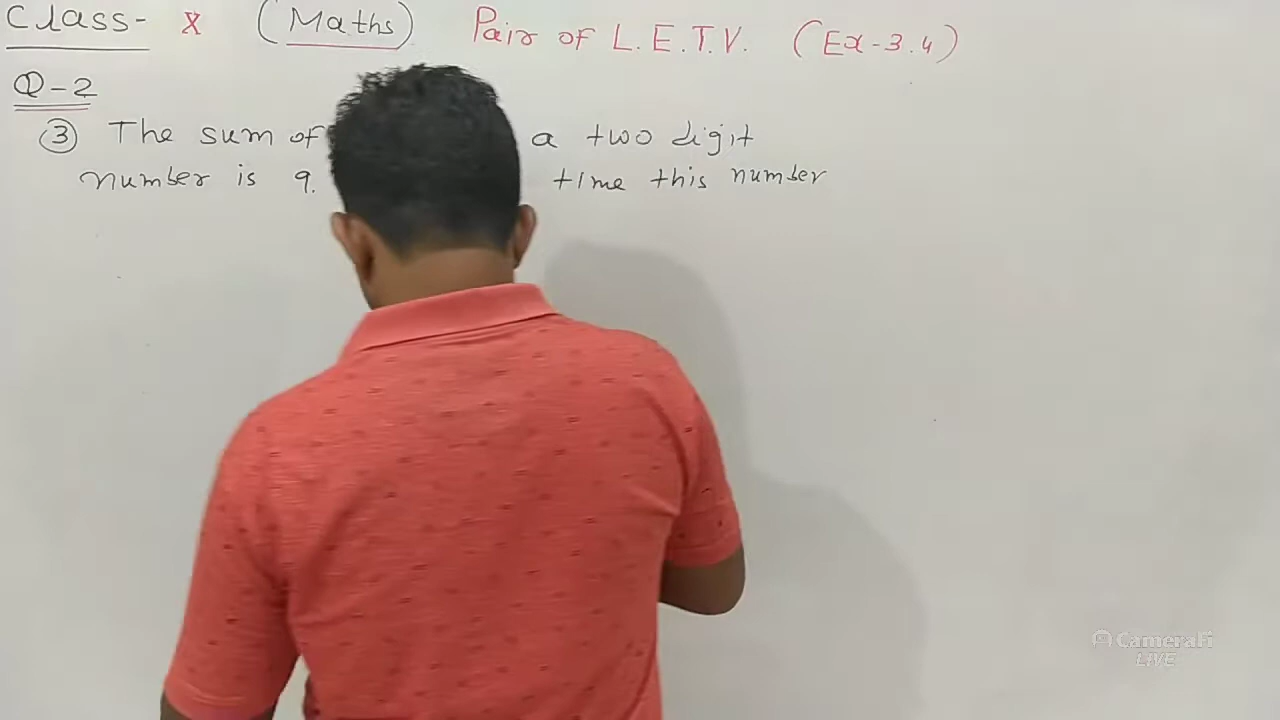 Class- X (Maths) Pair of L.E.T.V. (Ex-3.4)
Q-2
③ The sum of a two digit
number is 9. time this number
CameraFi
LIVE